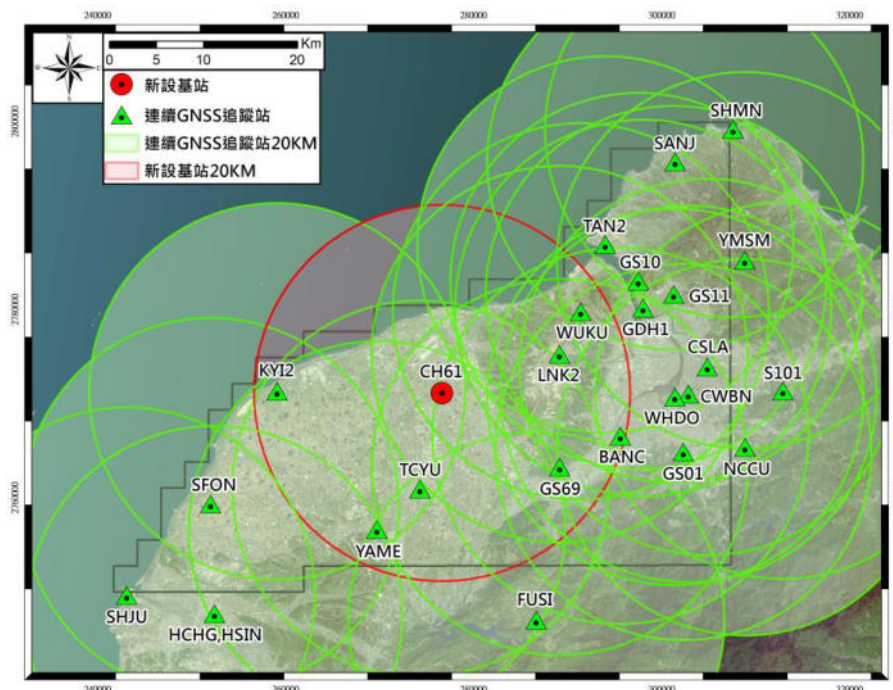 240000
260000
280000
300000
320000
N
Km
0
5
10
20
新設基站
連續GNSS追蹤站
連續GNSS追蹤站20KM
新設基站20KM
2800000
2780000
2760000
SHMN
SANJ
TAN2
YMSM
GS10
GS11
GDH1
WUKU
CSLA
KYI2
CH61
LNK2
S101
CWBN
WHDO
BANC
TCYU
GS69
GS01
NCCU
SFON
YAME
SHJU
HCHG,HSIN
FUSI
240000
260000
280000
300000
320000